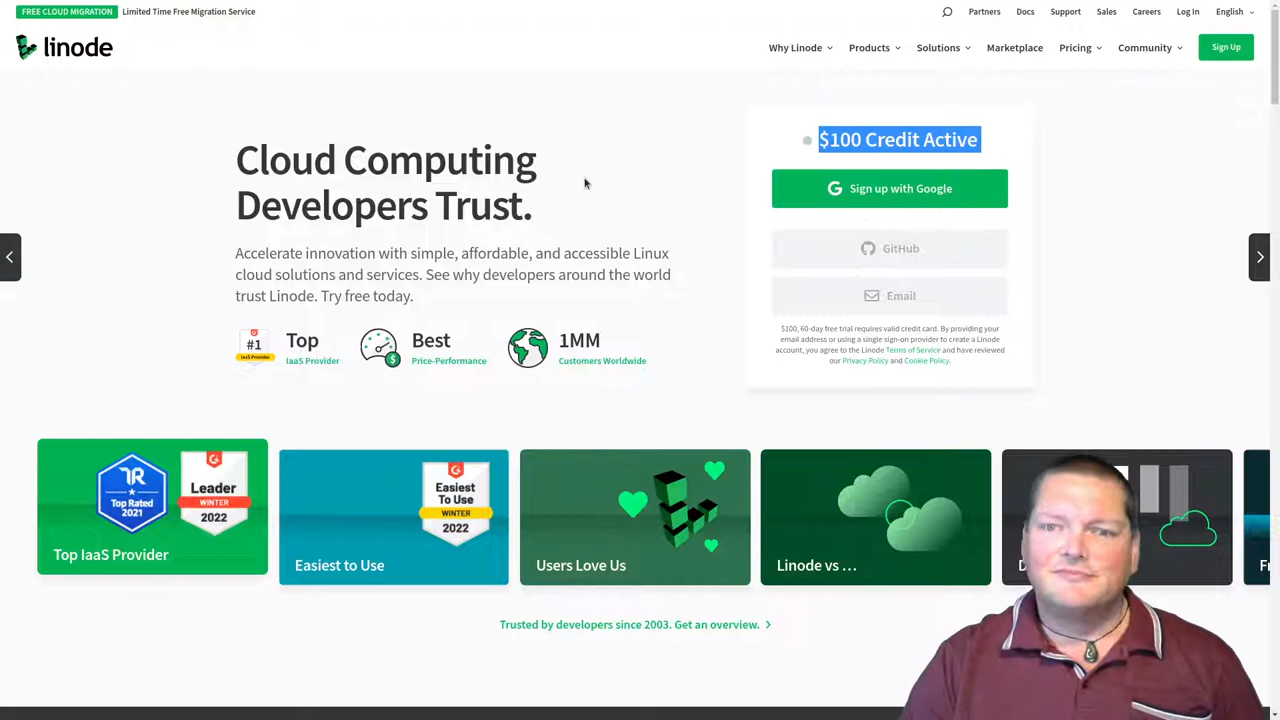 FREE CLOUD MIGRATION Limited Time Free Migration Service
Partners Docs Support Sales Careers Log In English
linode
Why Linode Products Solutions Marketplace Pricing Community Sign Up
Cloud Computing
Developers Trust.
Accelerate innovation with simple, affordable, and accessible Linux
cloud solutions and services. See why developers around the world
trust Linode. Try free today.
#1
IaaS Provider
Top
IaaS Provider
$
Best
Price-Performance
1MM
Customers Worldwide
$100 Credit Active
G Sign up with Google
GitHub
Email
$100, 60-day free trial requires valid credit card. By providing your
email address or using a single sign-on provider to create a Linode
account, you agree to the Linode Terms of Service and have reviewed
our Privacy Policy and Cookie Policy.
TR
Top Rated
2021
Leader
WINTER
2022
Top IaaS Provider
Easiest
To Use
WINTER
2022
Easiest to Use
Users Love Us
Linode vs ...
D
Fr
Trusted by developers since 2003. Get an overview.